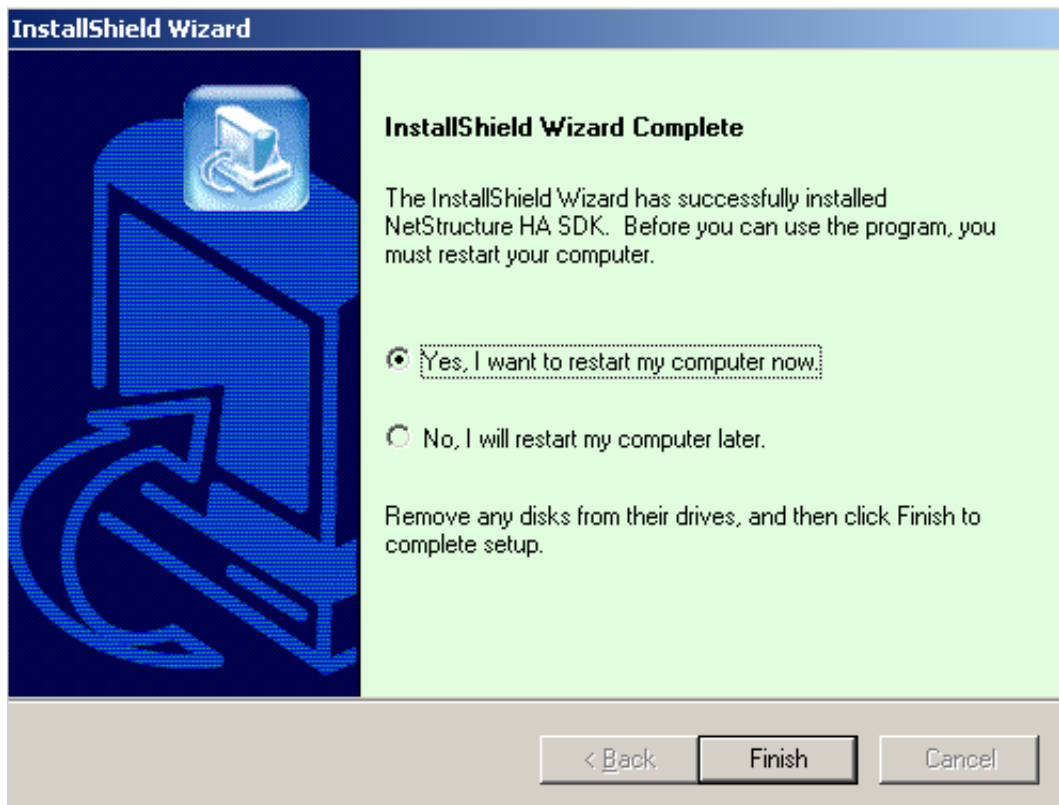 InstallShield Wizard
InstallShield Wizard Complete
The InstallShield Wizard has successfully installed
NetStructure HA SDK.  Before you can use the program, you
must restart your computer.
Yes, I want to restart my computer now.
No, I will restart my computer later.
Remove any disks from their drives, and then click Finish to
complete setup.
< Back
Finish
Cancel